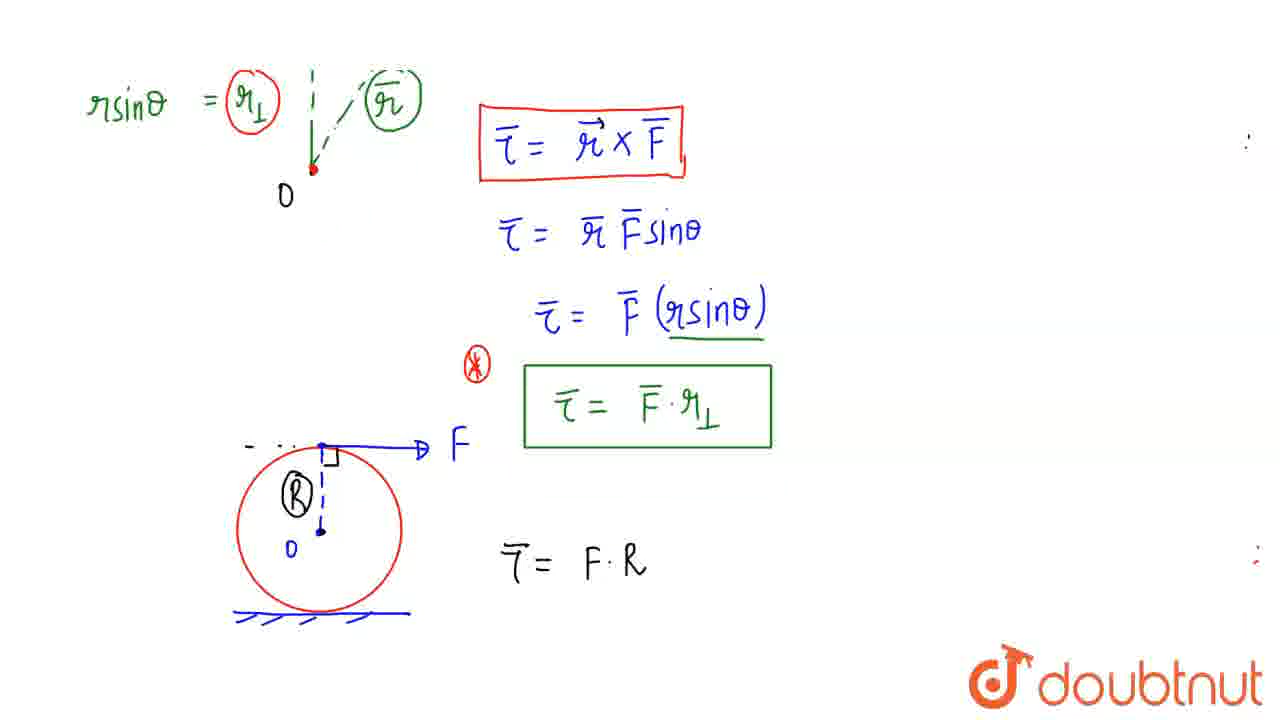 rsinθ = r⊥ r̅
O
τ̅ = r⃗ × F̅
τ̅ = r̅ F̅ sinθ
τ̅ = F̅ (rsinθ)
*
τ̅ = F̅ · r⊥
F
R
O
τ̅ = F · R
doubtnut